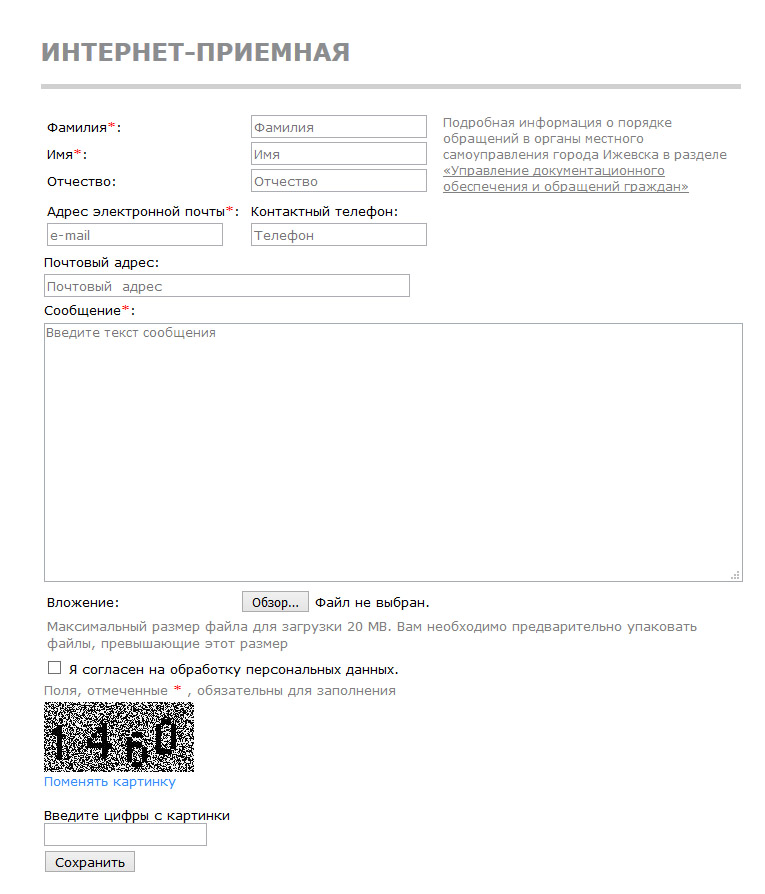 ИНТЕРНЕТ-ПРИЕМНАЯ
Фамилия*: Фамилия
Имя*: Имя
Отчество: Отчество
Подробная информация о порядке
обращений в органы местного
самоуправления города Ижевска в разделе
«Управление документационного
обеспечения и обращений граждан»
Адрес электронной почты*: Контактный телефон:
e-mail Телефон
Почтовый адрес:
Почтовый адрес
Сообщение*:
Введите текст сообщения
Вложение: Обзор... Файл не выбран.
Максимальный размер файла для загрузки 20 MB. Вам необходимо предварительно упаковать
файлы, превышающие этот размер
Я согласен на обработку персональных данных.
Поля, отмеченные * , обязательны для заполнения
1460
Поменять картинку
Введите цифры с картинки
Сохранить